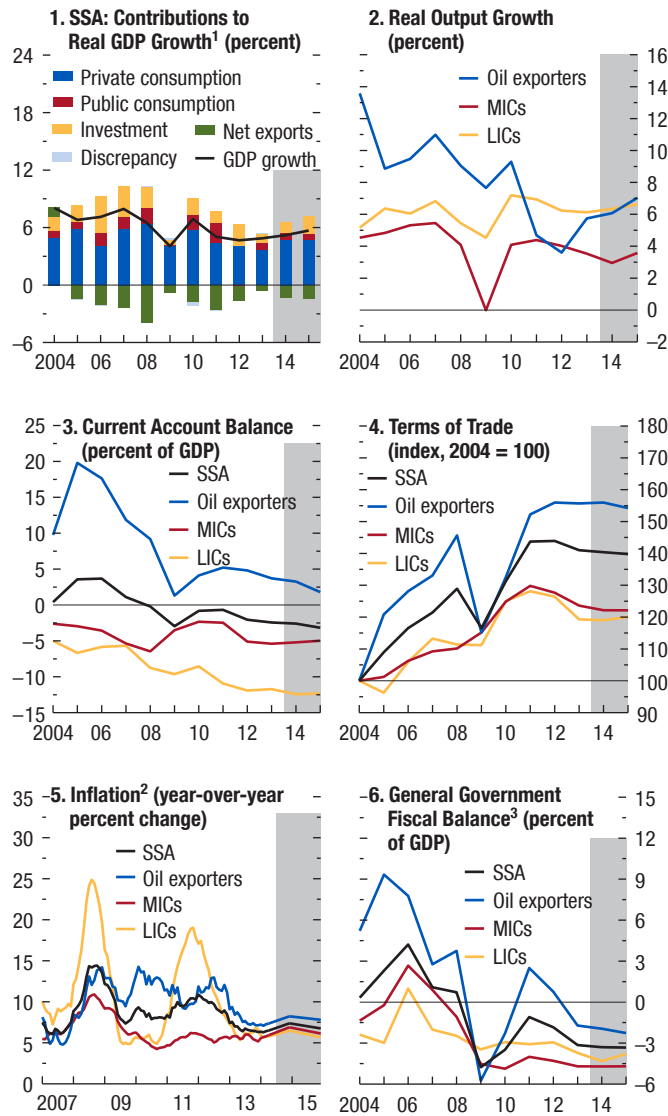 1. SSA: Contributions to
Real GDP Growth¹ (percent)
24
18
12
6
0
−6
Private consumption
Public consumption
Investment
Net exports
Discrepancy
GDP growth
2004 06 08 10 12 14
2. Real Output Growth
(percent)
Oil exporters
MICs
LICs
16
14
12
10
8
6
4
2
0
−2
2004 06 08 10 12 14
3. Current Account Balance
(percent of GDP)
25
20
15
10
5
0
−5
−10
−15
SSA
Oil exporters
MICs
LICs
2004 06 08 10 12 14
4. Terms of Trade
(index, 2004 = 100)
SSA
Oil exporters
MICs
LICs
180
170
160
150
140
130
120
110
100
90
2004 06 08 10 12 14
5. Inflation² (year-over-year
percent change)
35
30
25
20
15
10
5
0
SSA
Oil exporters
MICs
LICs
2007 09 11 13 15
6. General Government
Fiscal Balance³ (percent
of GDP)
SSA
Oil exporters
MICs
LICs
15
12
9
6
3
0
−3
−6
−9
2004 06 08 10 12 14